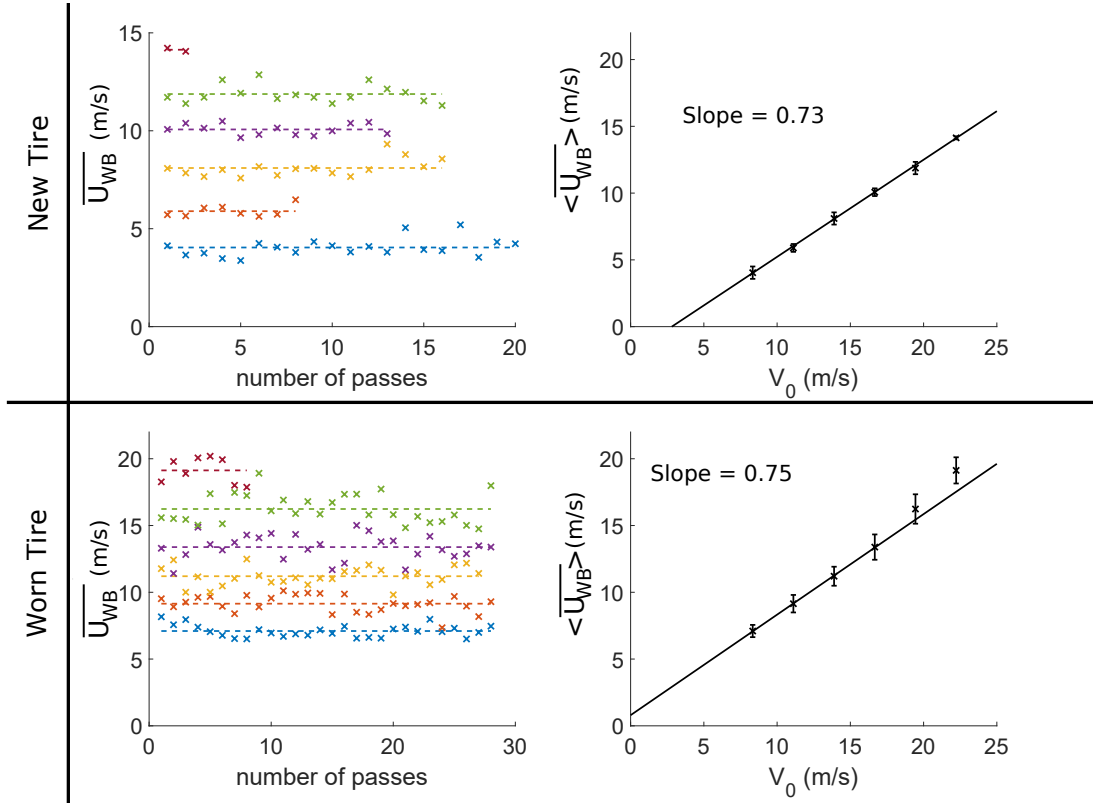 New Tire
U_WB (m/s)
15
10
5
0
0 5 10 15 20
number of passes
<U_WB> (m/s)
Slope = 0.73
20
15
10
5
0
0 5 10 15 20 25
V_0 (m/s)
Worn Tire
U_WB (m/s)
20
15
10
5
0
0 10 20 30
number of passes
<U_WB> (m/s)
Slope = 0.75
20
15
10
5
0
0 5 10 15 20 25
V_0 (m/s)